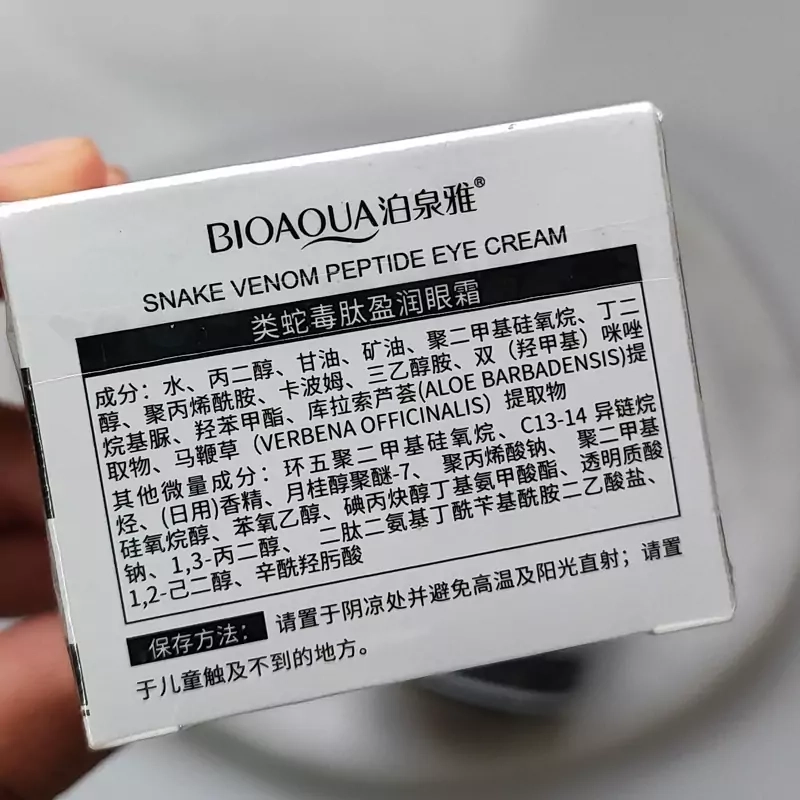 BIOAQUA泊泉雅®
SNAKE VENOM PEPTIDE EYE CREAM
类蛇毒肽盈润眼霜
成分：水、丙二醇、甘油、矿油、聚二甲基硅氧烷、丁二
醇、聚丙烯酰胺、卡波姆、三乙醇胺、双（羟甲基）咪唑
烷基脲、羟苯甲酯、库拉索芦荟(ALOE BARBADENSIS)提
取物、马鞭草（VERBENA OFFICINALIS）提取物
其他微量成分：环五聚二甲基硅氧烷、C13-14 异链烷
烃、(日用)香精、月桂醇聚醚-7、聚丙烯酸钠、聚二甲基
硅氧烷醇、苯氧乙醇、碘丙炔醇丁基氨甲酸酯、透明质酸
钠、1,3-丙二醇、二肽二氨基丁酰苄基酰胺二乙酸盐、
1,2-己二醇、辛酰羟肟酸
保存方法： 请置于阴凉处并避免高温及阳光直射；请置
于儿童触及不到的地方。